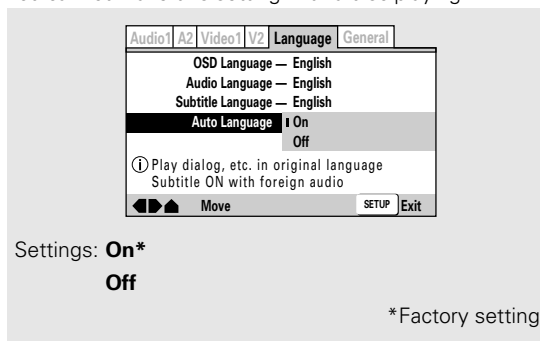 Audio1 A2 Video1 V2 Language General
OSD Language — English
Audio Language — English
Subtitle Language — English
Auto Language On
Off
i Play dialog, etc. in original language
Subtitle ON with foreign audio
Move SETUP Exit
Settings: On*
Off
*Factory setting